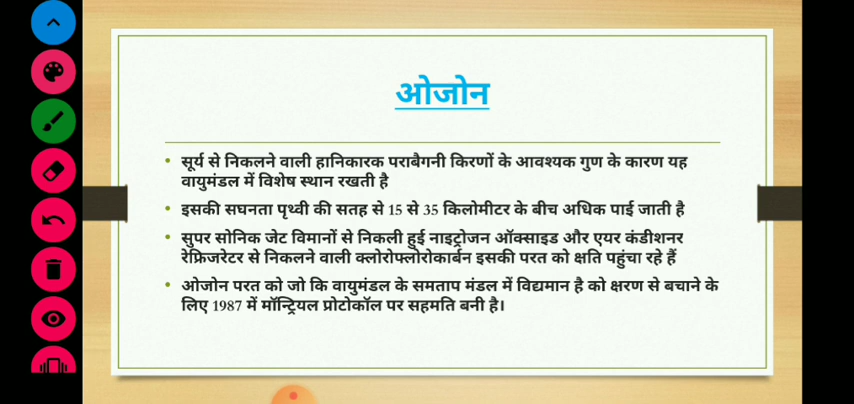 ओजोन
सूर्य से निकलने वाली हानिकारक पराबैगनी किरणों के आवश्यक गुण के कारण यह
वायुमंडल में विशेष स्थान रखती है
इसकी सघनता पृथ्वी की सतह से 15 से 35 किलोमीटर के बीच अधिक पाई जाती है
सुपर सोनिक जेट विमानों से निकली हुई नाइट्रोजन ऑक्साइड और एयर कंडीशनर
रेफ्रिजरेटर से निकलने वाली क्लोरोफ्लोरोकार्बन इसकी परत को क्षति पहुंचा रहे हैं
ओजोन परत को जो कि वायुमंडल के समताप मंडल में विद्यमान है को क्षरण से बचाने के
लिए 1987 में मॉन्ट्रियल प्रोटोकॉल पर सहमति बनी है।